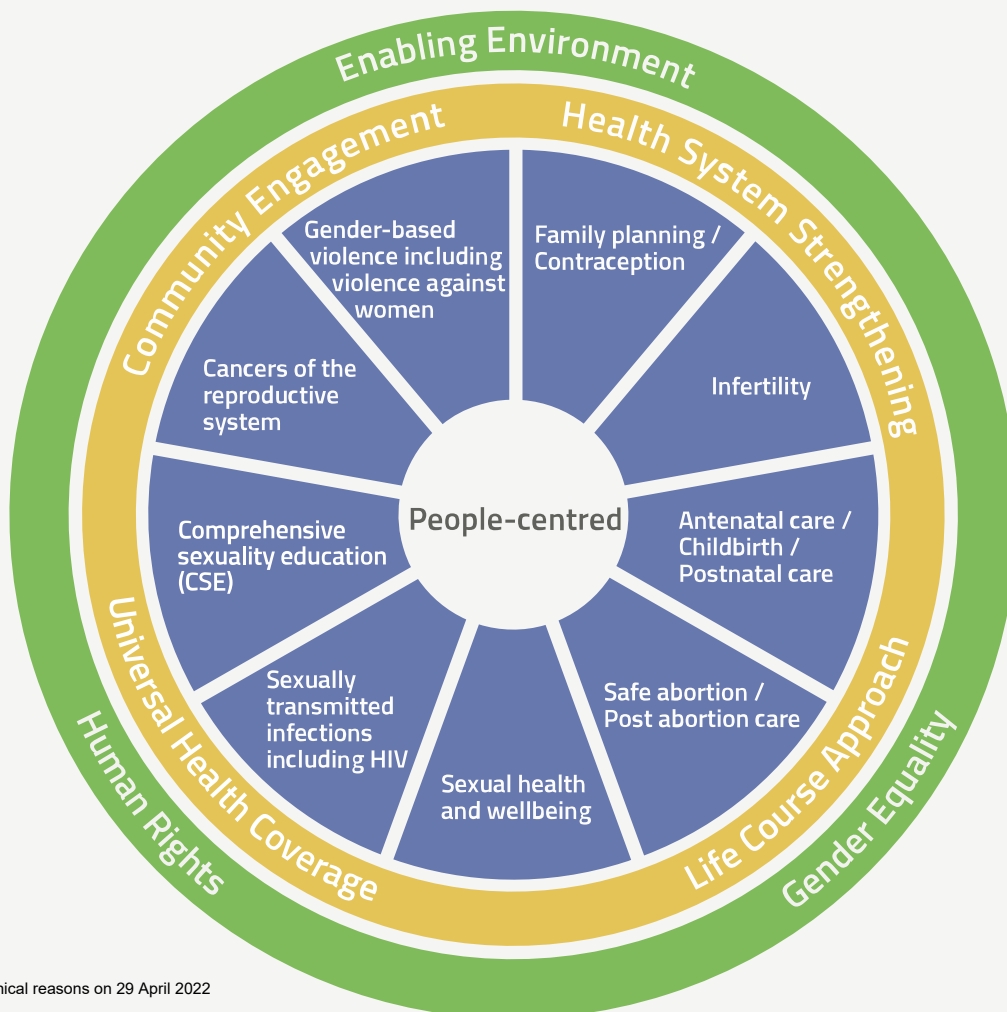 Enabling Environment
Community Engagement
Health System Strengthening
Gender-based
violence including
violence against
women
Family planning /
Contraception
Cancers of the
reproductive
system
Infertility
People-centred
Comprehensive
sexuality education
(CSE)
Antenatal care /
Childbirth /
Postnatal care
Sexually
transmitted
infections
including HIV
Safe abortion /
Post abortion care
Sexual health
and wellbeing
Universal Health Coverage
Life Course Approach
Human Rights
Gender Equality
reasons on 29 April 2022